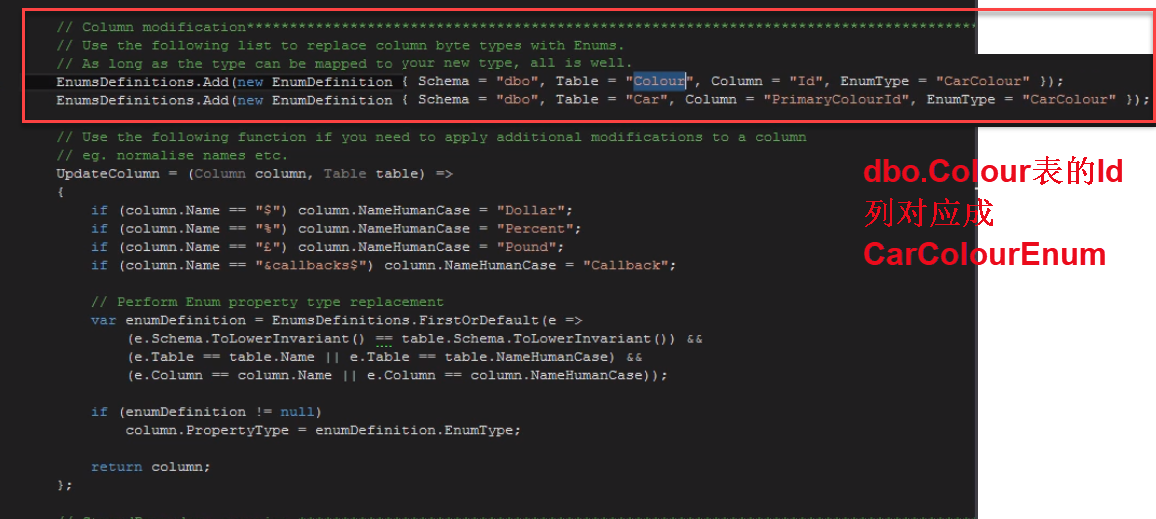 // Column modification****************************************************************************************
// Use the following list to replace column byte types with Enums.
// As long as the type can be mapped to your new type, all is well.
EnumsDefinitions.Add(new EnumDefinition { Schema = "dbo", Table = "Colour", Column = "Id", EnumType = "CarColour" });
EnumsDefinitions.Add(new EnumDefinition { Schema = "dbo", Table = "Car", Column = "PrimaryColourId", EnumType = "CarColour" });
// Use the following function if you need to apply additional modifications to a column
// eg. normalise names etc.
UpdateColumn = (Column column, Table table) =>
{
if (column.Name == "$") column.NameHumanCase = "Dollar";
if (column.Name == "%") column.NameHumanCase = "Percent";
if (column.Name == "£") column.NameHumanCase = "Pound";
if (column.Name == "&callbacks$") column.NameHumanCase = "Callback";
// Perform Enum property type replacement
var enumDefinition = EnumsDefinitions.FirstOrDefault(e =>
(e.Schema.ToLowerInvariant() == table.Schema.ToLowerInvariant()) &&
(e.Table == table.Name || e.Table == table.NameHumanCase) &&
(e.Column == column.Name || e.Column == column.NameHumanCase));
if (enumDefinition != null)
column.PropertyType = enumDefinition.EnumType;
return column;
};
dbo.Colour表的Id
列对应成
CarColourEnum